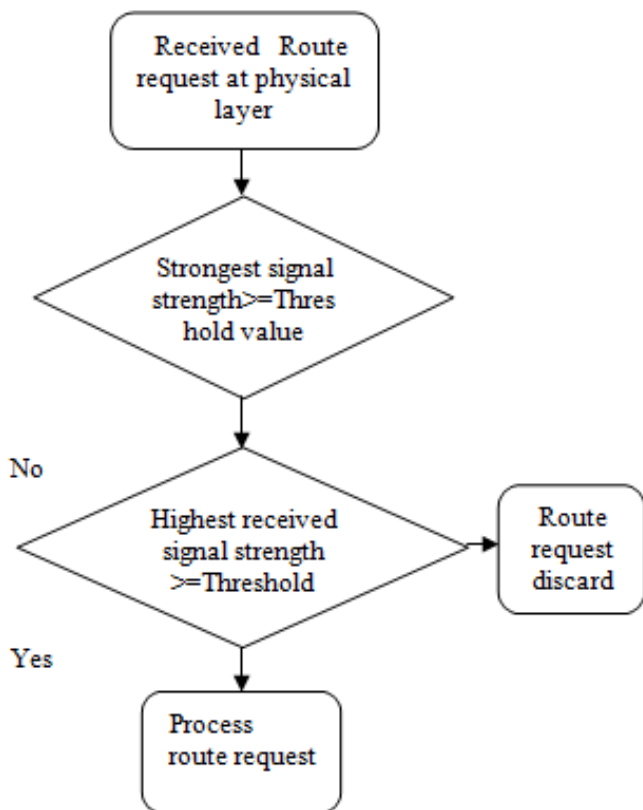 Received Route
request at physical
layer
Strongest signal
strength>=Thres
hold value
No
Highest received
signal strength
>=Threshold
Route
request
discard
Yes
Process
route request